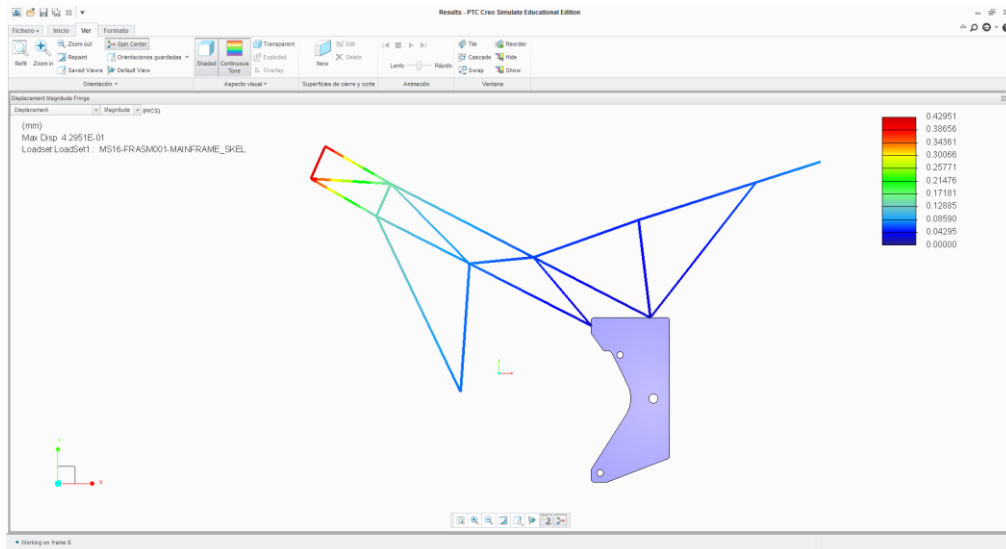 Results - PTC Creo Simulate Educational Edition
Fichero Inicio Ver Formato
Refit Zoom in Zoom out Repaint Saved Views Spin Center Orientaciones guardadas Default View
Orientación
Shaded Continuous Tone Transparent Exploded Overlay
Aspecto visual
New Edit Delete
Superficies de cierre y corte
Lento Rápido
Animación
Tile Cascade Swap Reorder Hide Show
Ventana
Displacement Magnitude Fringe
Displacement Magnitude (WCS)
(mm)
Max Disp 4.2951E-01
Loadset:LoadSet1 : MS16-FRASM001-MAINFRAME_SKEL
0.42951
0.38656
0.34361
0.30066
0.25771
0.21476
0.17181
0.12885
0.08590
0.04295
0.00000
Y
X
Working on frame 0.